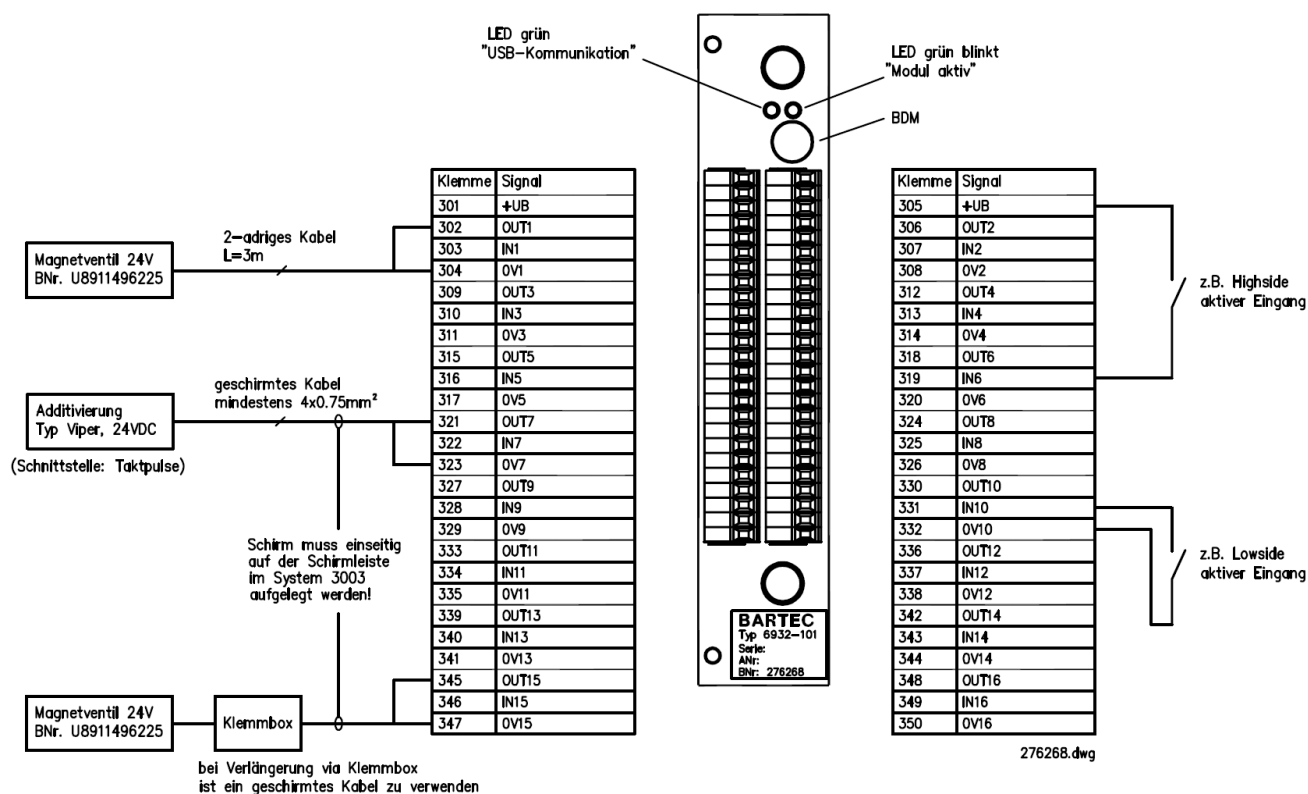 LED grün
"USB-Kommunikation"
LED grün blinkt
"Modul aktiv"
BDM
2-adriges Kabel
L=3m
Magnetventil 24V
BNr. U8911496225
geschirmtes Kabel
mindestens 4x0.75mm²
Additivierung
Typ Viper, 24VDC
(Schnittstelle: Taktpulse)
Schirm muss einseitig
auf der Schirmleiste
im System 3003
aufgelegt werden!
Magnetventil 24V
BNr. U8911496225
Klemmbox
bei Verlängerung via Klemmbox
ist ein geschirmtes Kabel zu verwenden
Klemme Signal
301 +UB
302 OUT1
303 IN1
304 0V1
309 OUT3
310 IN3
311 0V3
315 OUT5
316 IN5
317 0V5
321 OUT7
322 IN7
323 0V7
327 OUT9
328 IN9
329 0V9
333 OUT11
334 IN11
335 0V11
339 OUT13
340 IN13
341 0V13
345 OUT15
346 IN15
347 0V15
BARTEC
Typ 6932-101
Serie:
ANr:
BNr: 276268
Klemme Signal
305 +UB
306 OUT2
307 IN2
308 0V2
312 OUT4
313 IN4
314 0V4
318 OUT6
319 IN6
320 0V6
324 OUT8
325 IN8
326 0V8
330 OUT10
331 IN10
332 0V10
336 OUT12
337 IN12
338 0V12
342 OUT14
343 IN14
344 0V14
348 OUT16
349 IN16
350 0V16
z.B. Highside
aktiver Eingang
z.B. Lowside
aktiver Eingang
276268.dwg